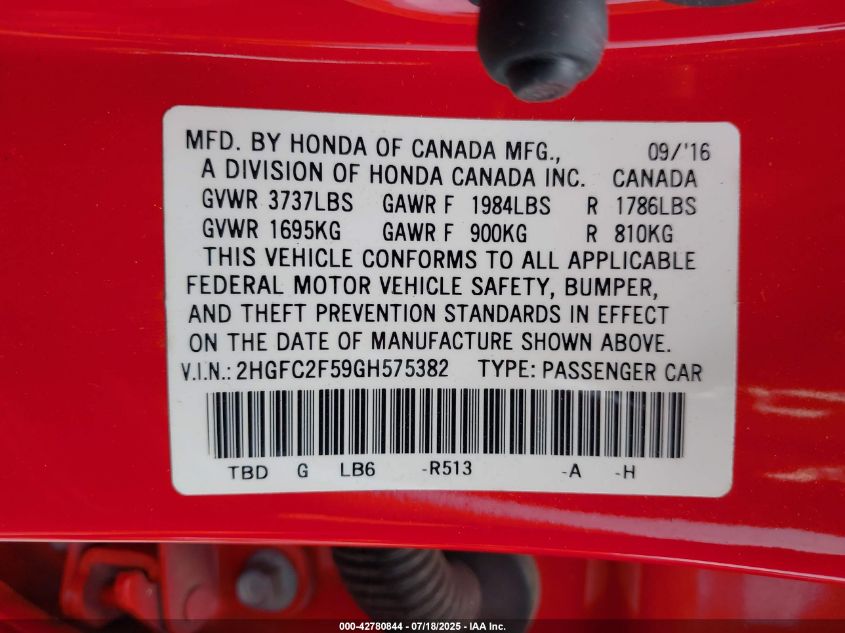 MFD. BY HONDA OF CANADA MFG., 09/'16
A DIVISION OF HONDA CANADA INC. CANADA
GVWR 3737LBS GAWR F 1984LBS R 1786LBS
GVWR 1695KG GAWR F 900KG R 810KG
THIS VEHICLE CONFORMS TO ALL APPLICABLE
FEDERAL MOTOR VEHICLE SAFETY, BUMPER,
AND THEFT PREVENTION STANDARDS IN EFFECT
ON THE DATE OF MANUFACTURE SHOWN ABOVE.
V.I.N.: 2HGFC2F59GH575382 TYPE: PASSENGER CAR
TBD G LB6 -R513 -A -H
000-42780844 - 07/18/2025 - IAA Inc.